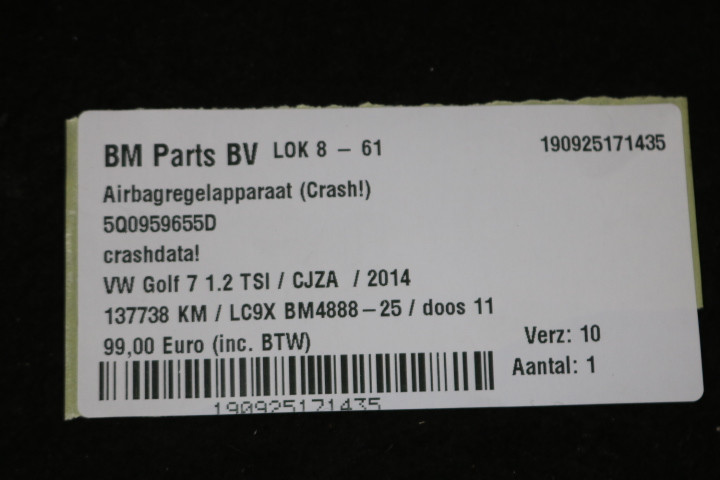 BM Parts BV LOK 8 - 61 190925171435
Airbagregelapparaat (Crash!)
5Q0959655D
crashdata!
VW Golf 7 1.2 TSI / CJZA / 2014
137738 KM / LC9X BM4888-25 / doos 11
99,00 Euro (inc. BTW) Verz: 10
Aantal: 1
190925171435